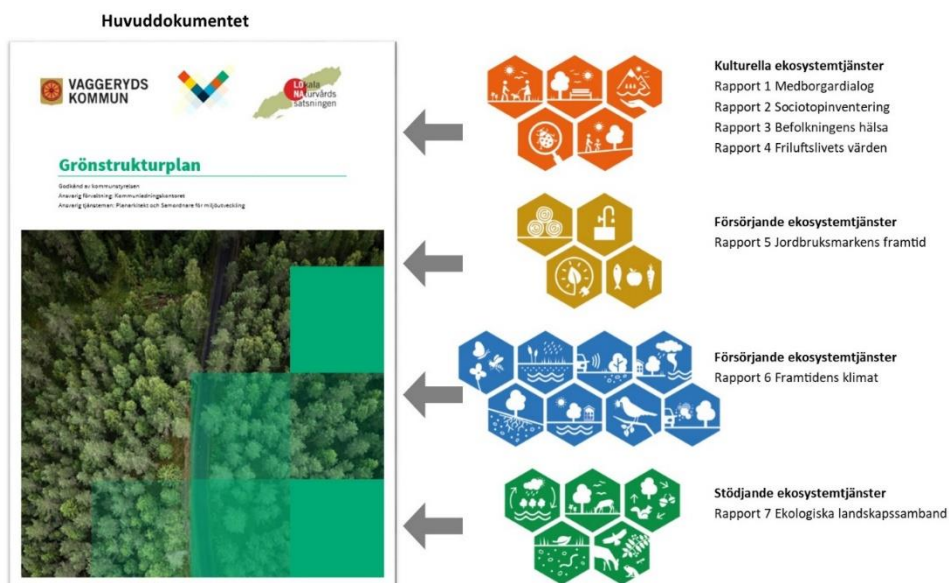 Huvuddokumentet
VAGGERYDS
KOMMUN
LOkala
NAturvårds
satsningen
Grönstrukturplan
Godkänd av kommunstyrelsen
Ansvarig förvaltning: Kommunledningskontoret
Ansvarig tjänsteman: Planarkitekt och Samordnare för miljöutveckling
Kulturella ekosystemtjänster
Rapport 1 Medborgardialog
Rapport 2 Sociotopinventering
Rapport 3 Befolkningens hälsa
Rapport 4 Friluftslivets värden
Försörjande ekosystemtjänster
Rapport 5 Jordbruksmarkens framtid
Försörjande ekosystemtjänster
Rapport 6 Framtidens klimat
Stödjande ekosystemtjänster
Rapport 7 Ekologiska landskapssamband